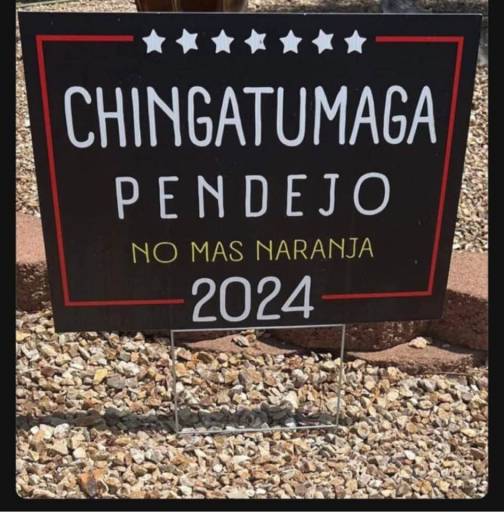 CHINGATUMAGA
PENDEJO
NO MAS NARANJA
2024